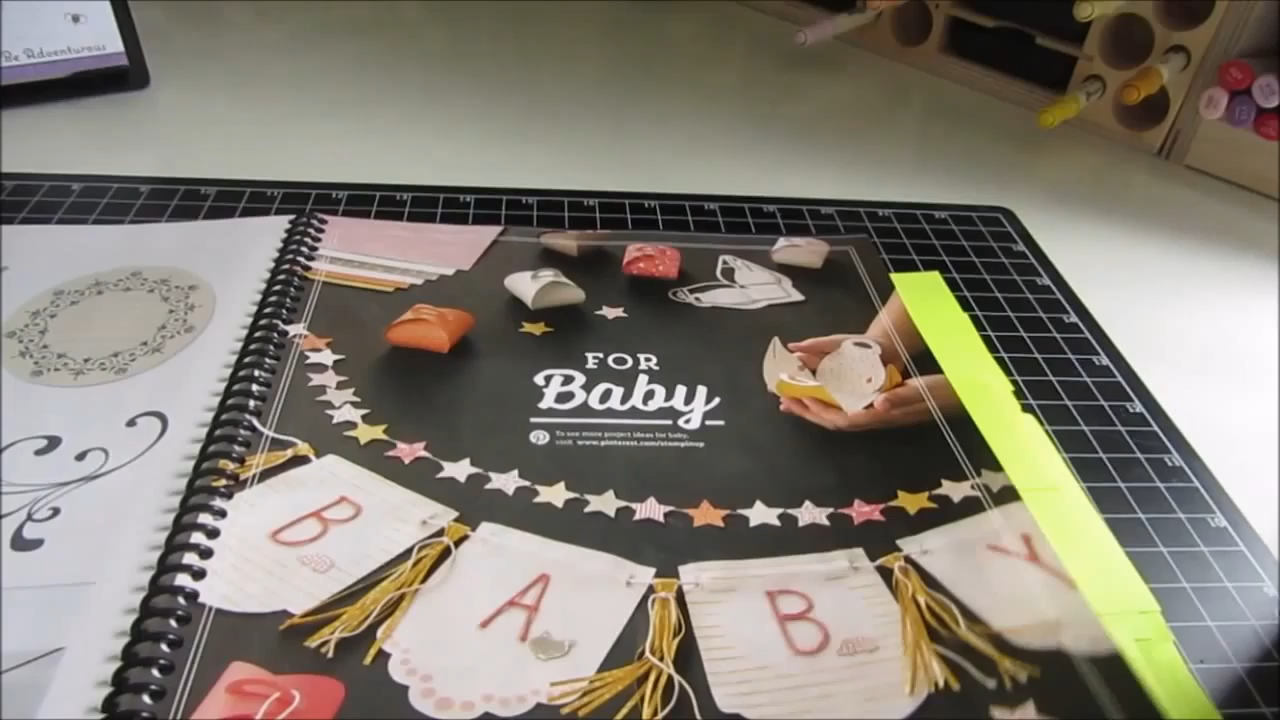 Be Adventurous
FOR
Baby
To see more project ideas for baby,
visit www.pinterest.com/stampinup
B
A
B
Y